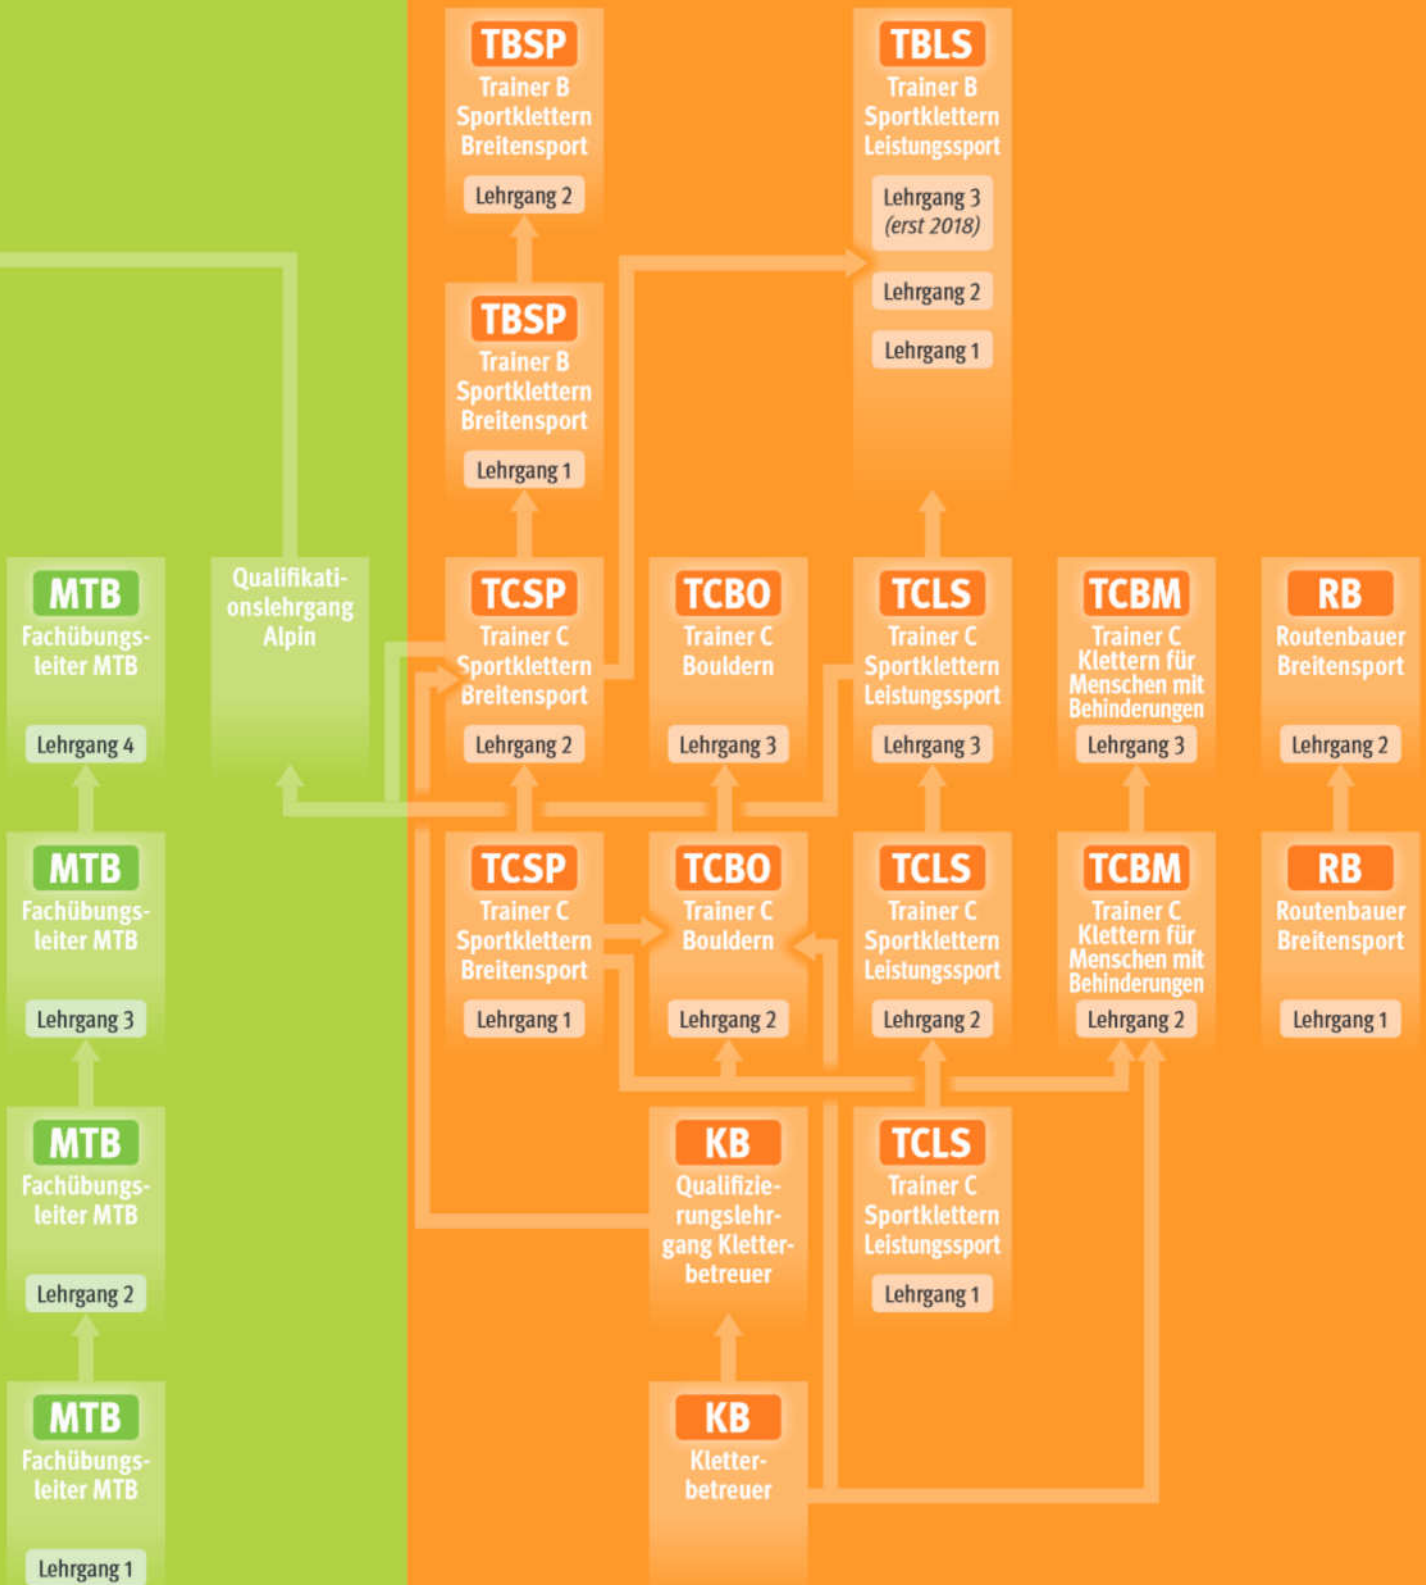 TBSP
Trainer B
Sportklettern
Breitensport
Lehrgang 2
TBLS
Trainer B
Sportklettern
Leistungssport
Lehrgang 3
(erst 2018)
Lehrgang 2
Lehrgang 1
TBSP
Trainer B
Sportklettern
Breitensport
Lehrgang 1
MTB
Fachübungs-
leiter MTB
Lehrgang 4
Qualifikati-
onslehrgang
Alpin
TCSP
Trainer C
Sportklettern
Breitensport
Lehrgang 2
TCBO
Trainer C
Bouldern
Lehrgang 3
TCLS
Trainer C
Sportklettern
Leistungssport
Lehrgang 3
TCBM
Trainer C
Klettern für
Menschen mit
Behinderungen
Lehrgang 3
RB
Routenbauer
Breitensport
Lehrgang 2
MTB
Fachübungs-
leiter MTB
Lehrgang 3
TCSP
Trainer C
Sportklettern
Breitensport
Lehrgang 1
TCBO
Trainer C
Bouldern
Lehrgang 2
TCLS
Trainer C
Sportklettern
Leistungssport
Lehrgang 2
TCBM
Trainer C
Klettern für
Menschen mit
Behinderungen
Lehrgang 2
RB
Routenbauer
Breitensport
Lehrgang 1
MTB
Fachübungs-
leiter MTB
Lehrgang 2
KB
Qualifizie-
rungslehr-
gang Kletter-
betreuer
TCLS
Trainer C
Sportklettern
Leistungssport
Lehrgang 1
MTB
Fachübungs-
leiter MTB
Lehrgang 1
KB
Kletter-
betreuer